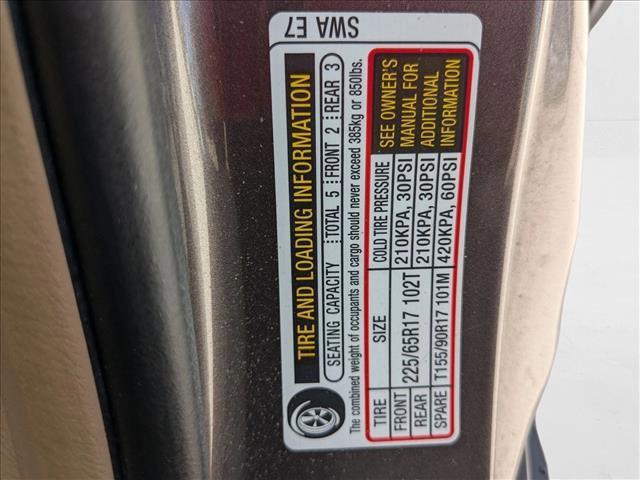 TIRE AND LOADING INFORMATION
SEATING CAPACITY TOTAL 5 FRONT 2 REAR 3
The combined weight of occupants and cargo should never exceed 385kg or 850lbs.
TIRE SIZE COLD TIRE PRESSURE SEE OWNER'S MANUAL FOR ADDITIONAL INFORMATION
FRONT 225/65R17 102T 210KPA, 30PSI
REAR 210KPA, 30PSI
SPARE T155/90R17 101M 420KPA, 60PSI
SWA E7